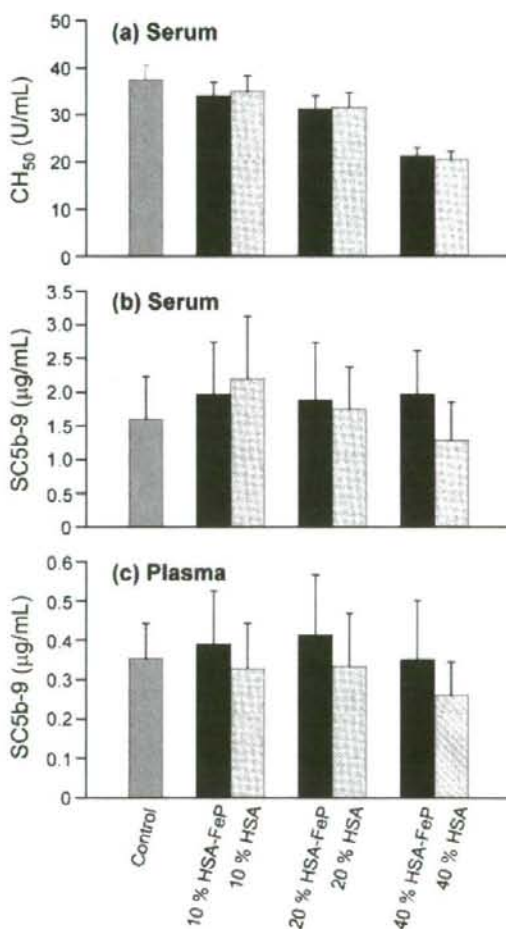 (a) Serum
50
40
30
20
10
0
CH50 (U/mL)
(b) Serum
3.5
3.0
2.5
2.0
1.5
1.0
0.5
0
SC5b-9 (µg/mL)
(c) Plasma
0.6
0.5
0.4
0.3
0.2
0.1
0
SC5b-9 (µg/mL)
Control
10 % HSA-FeP
10 % HSA
20 % HSA-FeP
20 % HSA
40 % HSA-FeP
40 % HSA